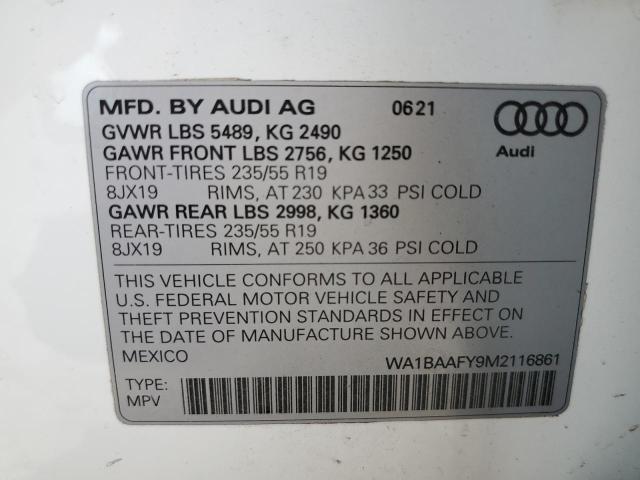 MFD. BY AUDI AG 06 21
GVWR LBS 5489, KG 2490
GAWR FRONT LBS 2756, KG 1250
Audi
FRONT-TIRES 235/55 R19
8JX19 RIMS, AT 230 KPA 33 PSI COLD
GAWR REAR LBS 2998, KG 1360
REAR-TIRES 235/55 R19
8JX19 RIMS, AT 250 KPA 36 PSI COLD
THIS VEHICLE CONFORMS TO ALL APPLICABLE
U.S. FEDERAL MOTOR VEHICLE SAFETY AND
THEFT PREVENTION STANDARDS IN EFFECT ON
THE DATE OF MANUFACTURE SHOWN ABOVE.
MEXICO WA1BAAFY9M2116861
TYPE:
MPV